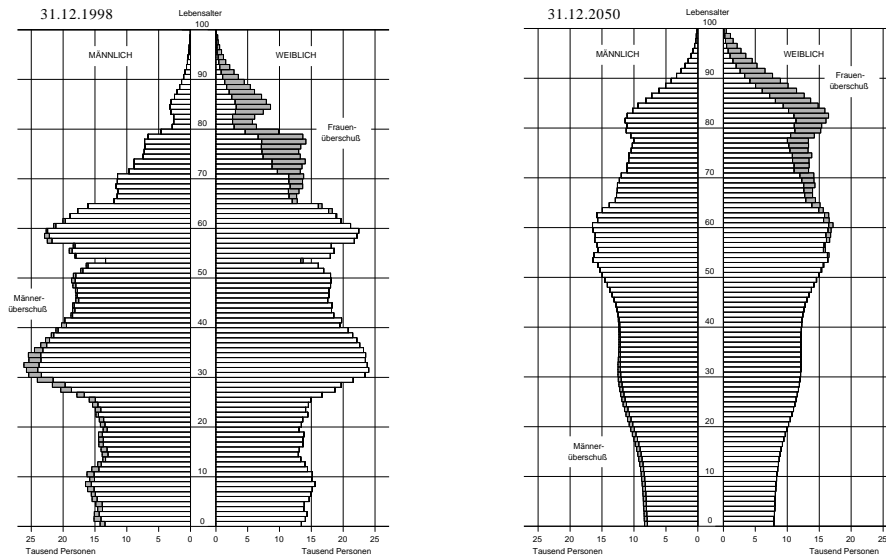 31.12.1998
Lebensalter
100
MÄNNLICH
WEIBLICH
90
80
Frauen-
überschuß
70
60
50
Männer-
überschuß
40
30
20
10
0
25 20 15 10 5 0 0 5 10 15 20 25
Tausend Personen
Tausend Personen
31.12.2050
Lebensalter
100
MÄNNLICH
WEIBLICH
Frauen-
überschuß
90
80
70
60
50
40
30
20
Männer-
überschuß
10
0
25 20 15 10 5 0 0 5 10 15 20 25
Tausend Personen
Tausend Personen